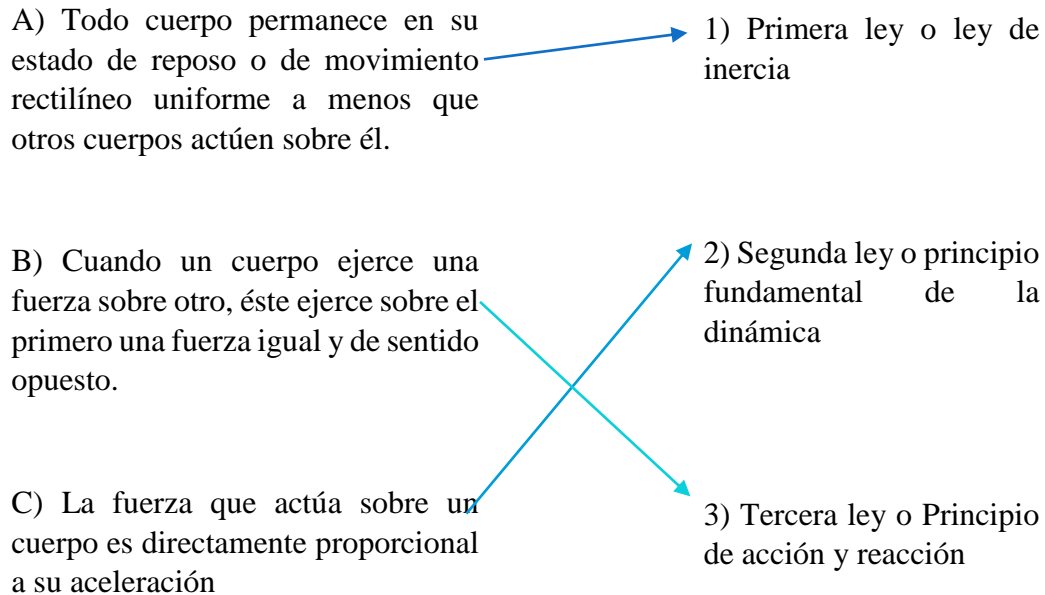 A) Todo cuerpo permanece en su
estado de reposo o de movimiento
rectilíneo uniforme a menos que
otros cuerpos actúen sobre él.
1) Primera ley o ley de
inercia
B) Cuando un cuerpo ejerce una
fuerza sobre otro, éste ejerce sobre el
primero una fuerza igual y de sentido
opuesto.
2) Segunda ley o principio
fundamental de la
dinámica
C) La fuerza que actúa sobre un
cuerpo es directamente proporcional
a su aceleración
3) Tercera ley o Principio
de acción y reacción